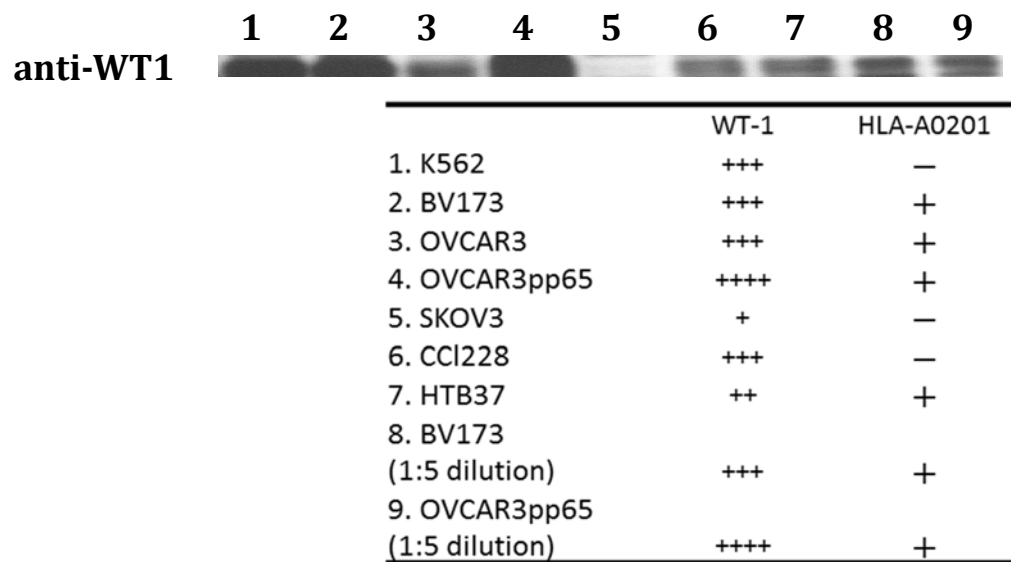 1 2 3 4 5 6 7 8 9
anti-WT1
WT-1 HLA-A0201
1. K562 +++ —
2. BV173 +++ +
3. OVCAR3 +++ +
4. OVCAR3pp65 ++++ +
5. SKOV3 + —
6. CCl228 +++ —
7. HTB37 ++ +
8. BV173
(1:5 dilution) +++ +
9. OVCAR3pp65
(1:5 dilution) ++++ +